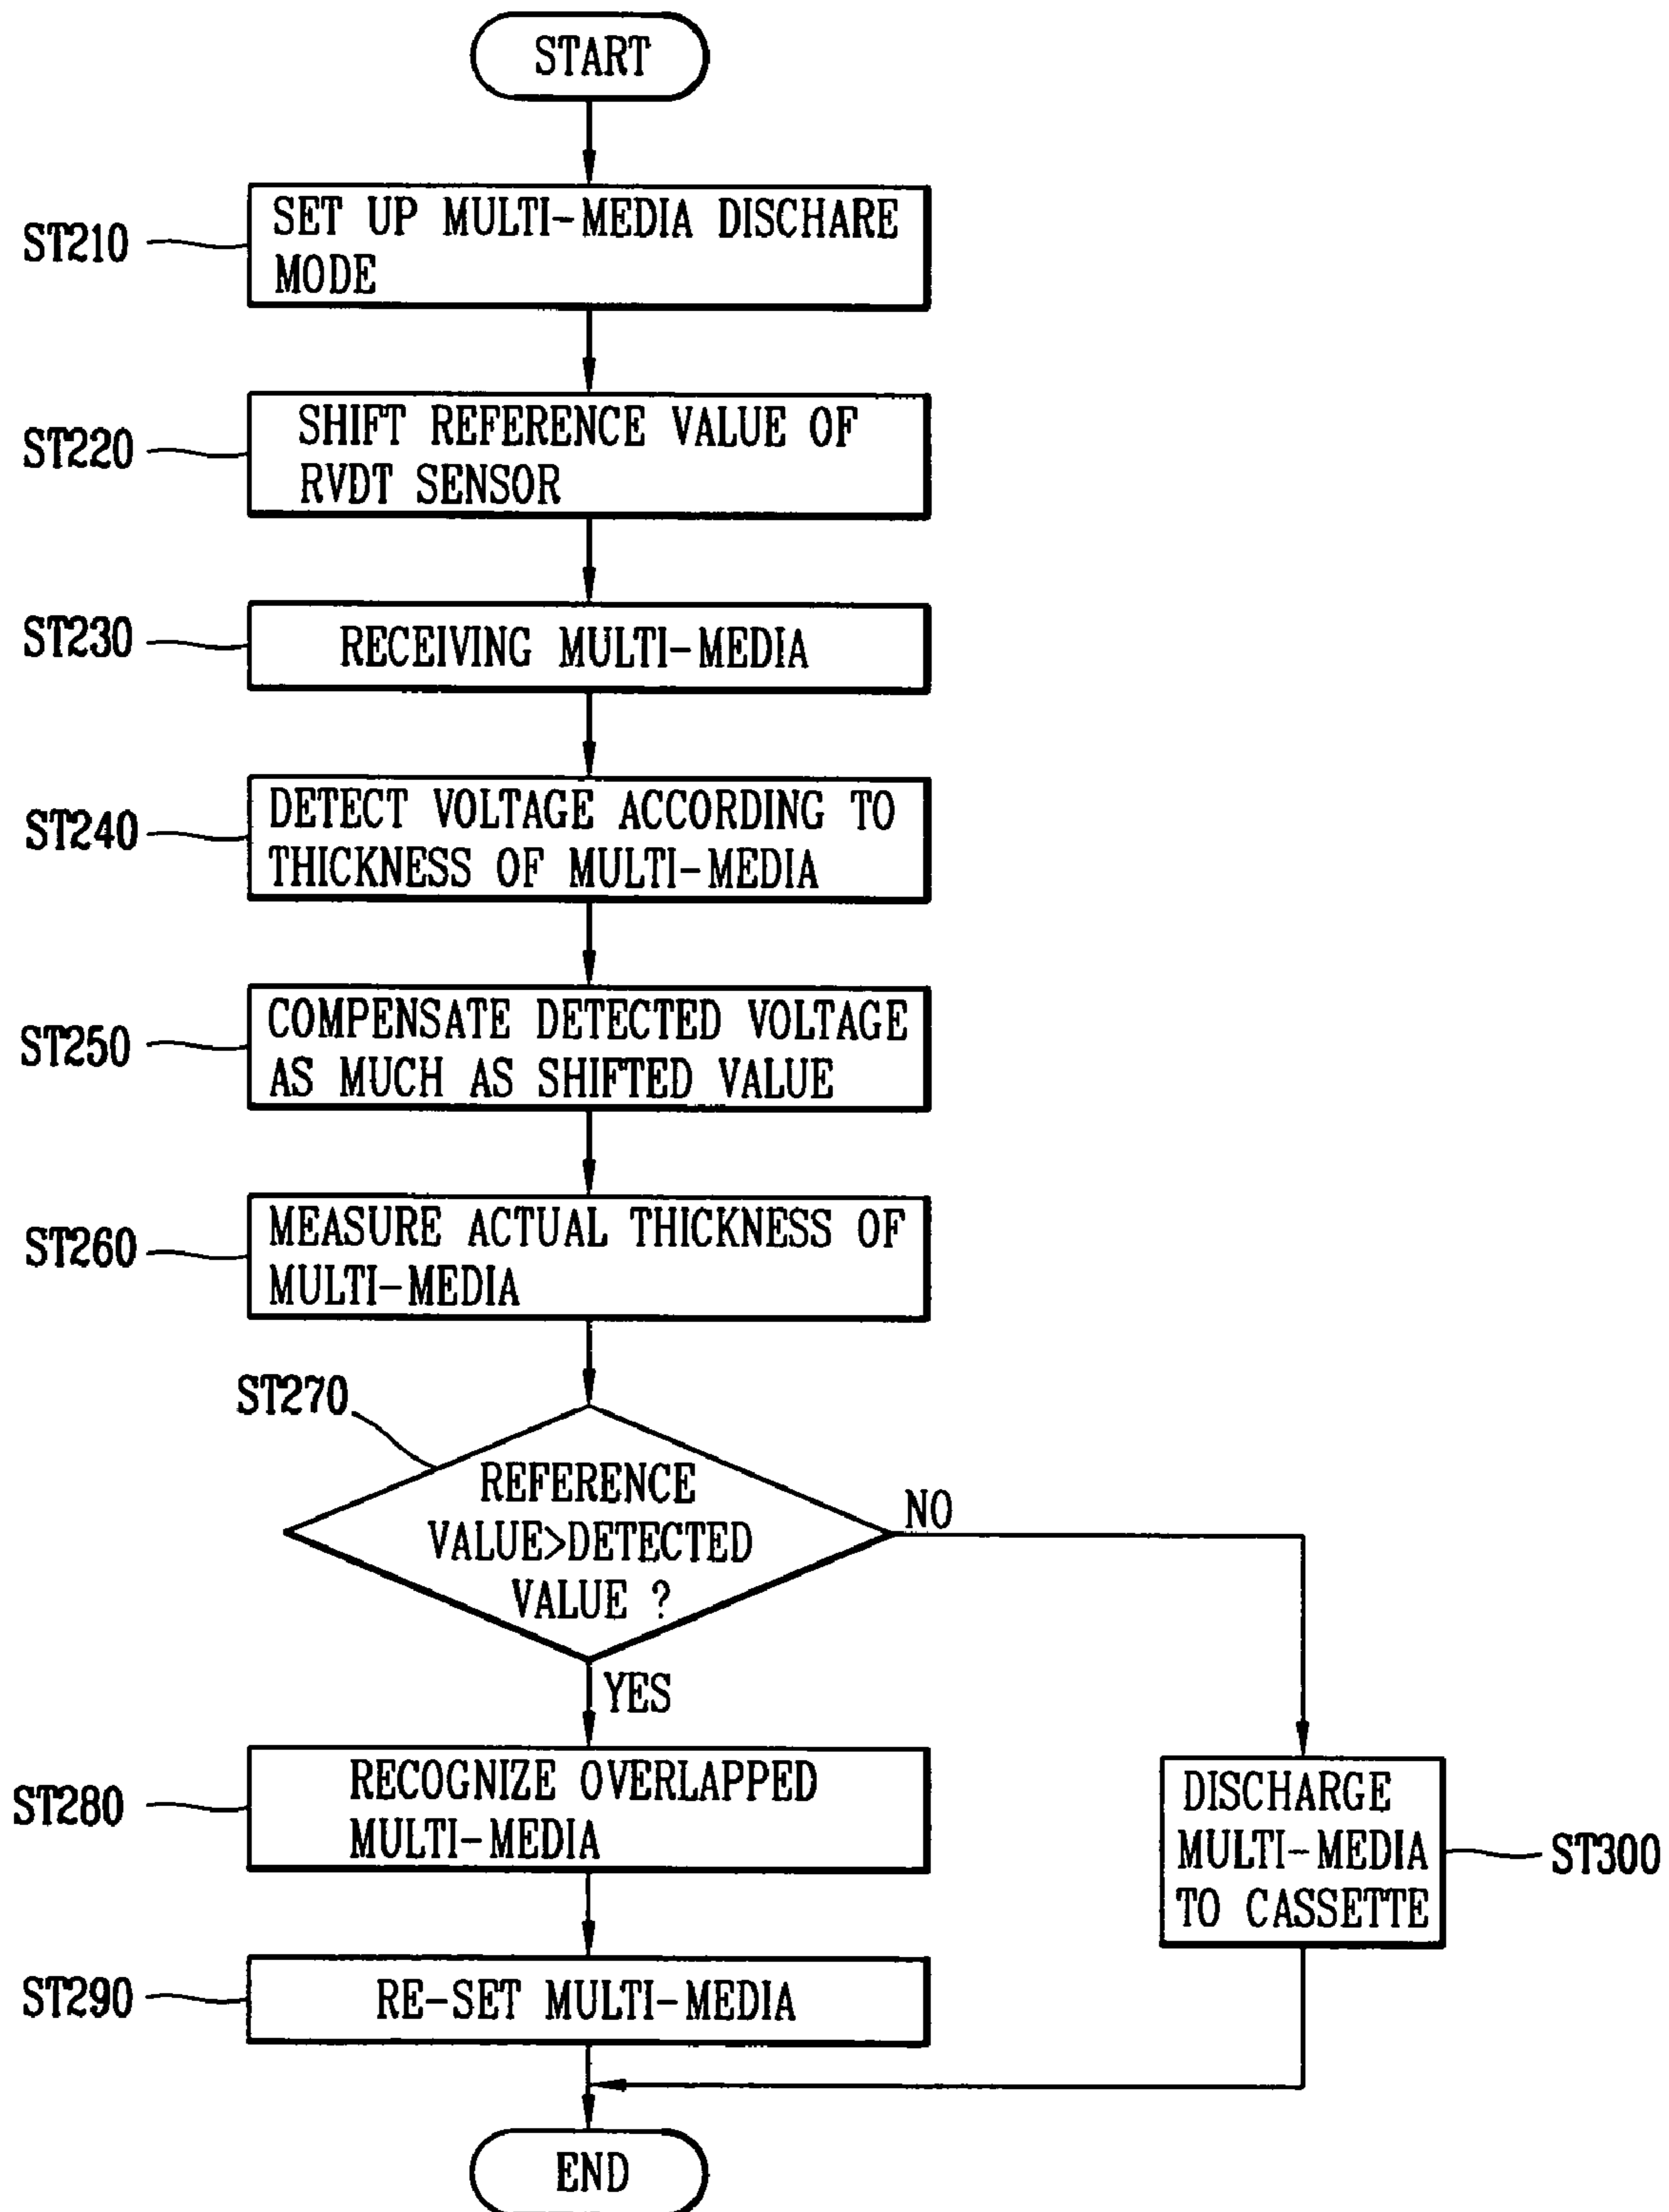 START
ST210
SET UP MULTI-MEDIA DISCHARE
MODE
ST220
SHIFT REFERENCE VALUE OF
RVDT SENSOR
ST230
RECEIVING MULTI-MEDIA
ST240
DETECT VOLTAGE ACCORDING TO
THICKNESS OF MULTI-MEDIA
ST250
COMPENSATE DETECTED VOLTAGE
AS MUCH AS SHIFTED VALUE
ST260
MEASURE ACTUAL THICKNESS OF
MULTI-MEDIA
ST270
REFERENCE
VALUE>DETECTED
VALUE ?
NO
YES
ST280
RECOGNIZE OVERLAPPED
MULTI-MEDIA
DISCHARGE
MULTI-MEDIA
TO CASSETTE
ST300
ST290
RE-SET MULTI-MEDIA
END